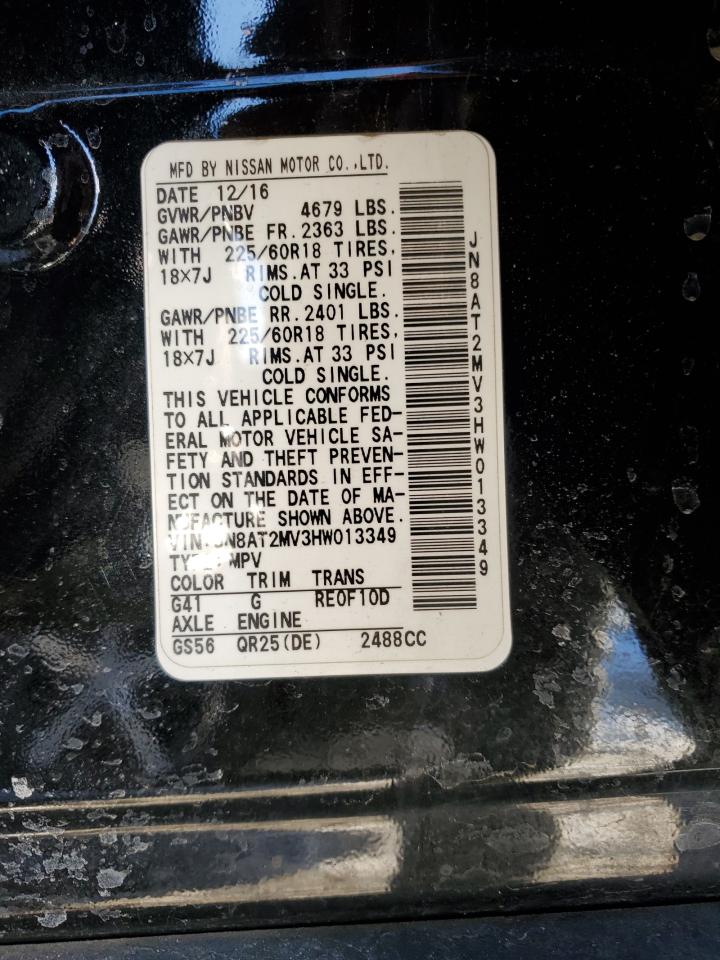 MFD BY NISSAN MOTOR CO.,LTD.
DATE 12/16
GVWR/PNBV 4679 LBS.
GAWR/PNBE FR. 2363 LBS.
WITH 225/60R18 TIRES,
18×7J RIMS.AT 33 PSI
COLD SINGLE.
GAWR/PNBE RR. 2401 LBS.
WITH 225/60R18 TIRES,
18×7J RIMS.AT 33 PSI
COLD SINGLE.
THIS VEHICLE CONFORMS
TO ALL APPLICABLE FED-
ERAL MOTOR VEHICLE SA-
FETY AND THEFT PREVEN-
TION STANDARDS IN EFF-
ECT ON THE DATE OF MA-
NUFACTURE SHOWN ABOVE.
VIN:JN8AT2MV3HW013349
TYPE:MPV
COLOR TRIM TRANS
G41 G RE0F10D
AXLE ENGINE
GS56 QR25(DE) 2488CC
JN8AT2MV3HW013349